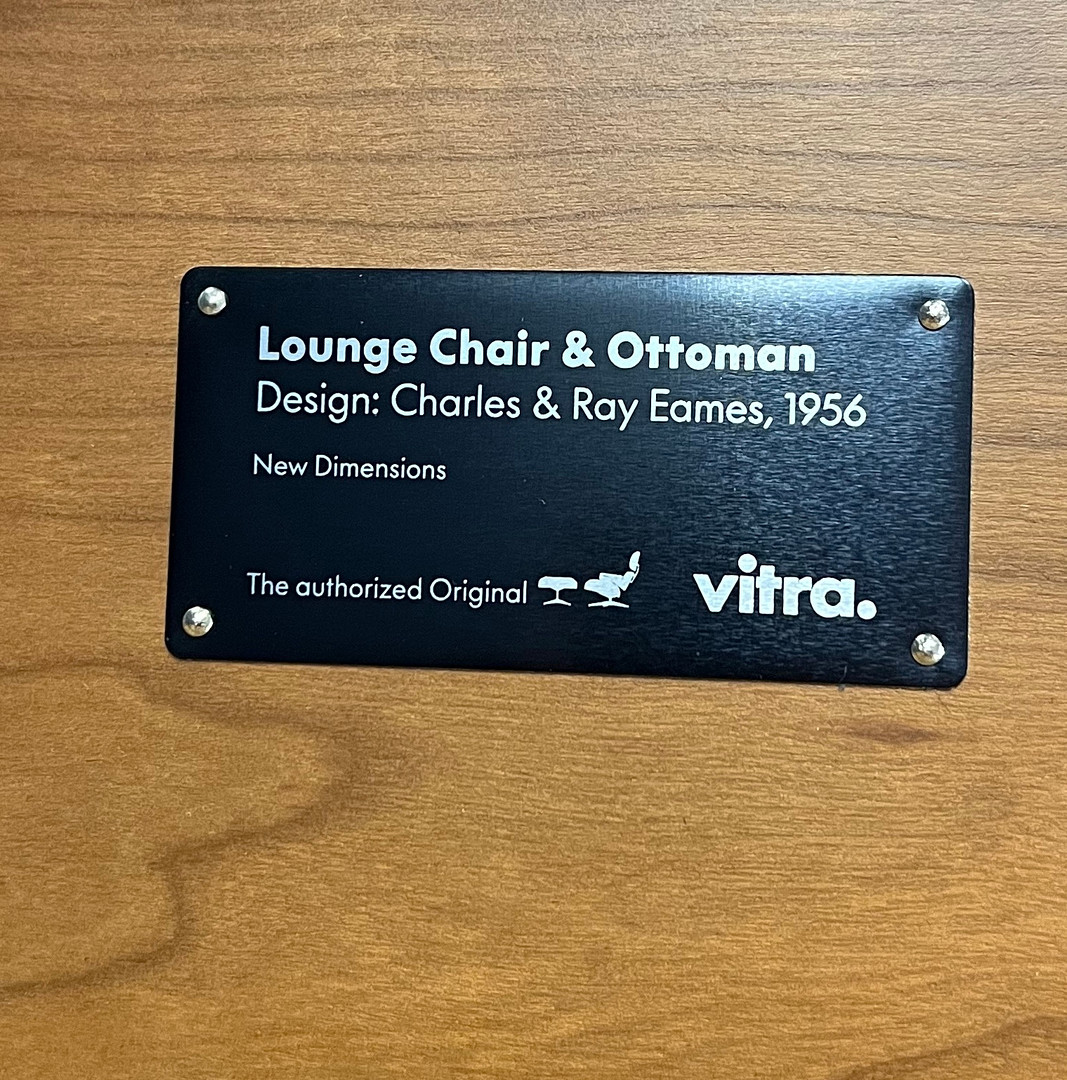 Lounge Chair & Ottoman
Design: Charles & Ray Eames, 1956
New Dimensions
The authorized Original vitra.